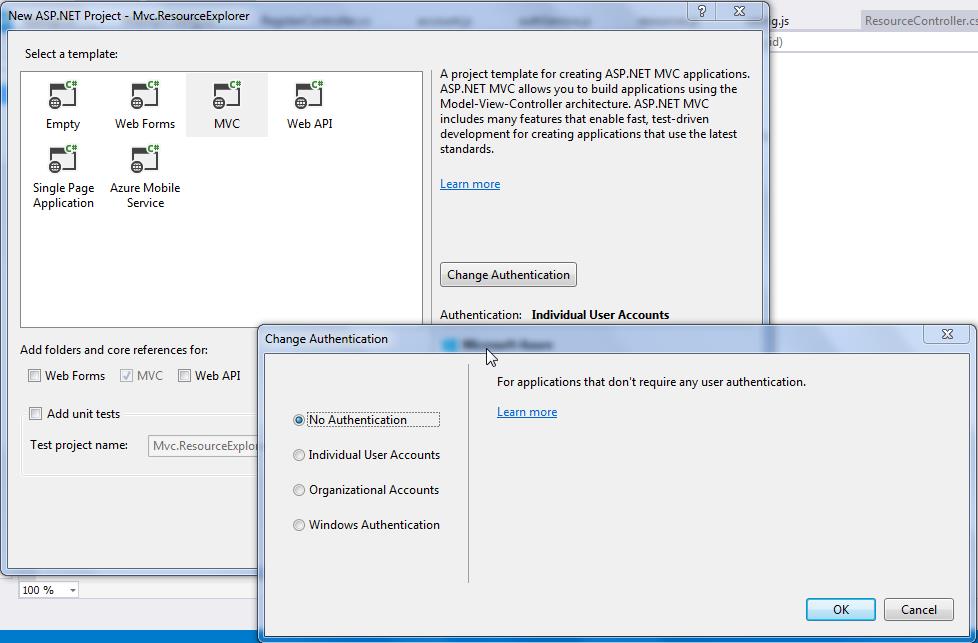 New ASP.NET Project - Mvc.ResourceExplorer
g.js
ResourceController.cs
id)
Select a template:
Empty
Web Forms
MVC
Web API
Single Page
Application
Azure Mobile
Service
A project template for creating ASP.NET MVC applications.
ASP.NET MVC allows you to build applications using the
Model-View-Controller architecture. ASP.NET MVC
includes many features that enable fast, test-driven
development for creating applications that use the latest
standards.
Learn more
Change Authentication
Authentication: Individual User Accounts
Add folders and core references for:
Web Forms
MVC
Web API
Add unit tests
Test project name:
Mvc.ResourceExplo
Change Authentication
Microsoft Azure
No Authentication
Individual User Accounts
Organizational Accounts
Windows Authentication
For applications that don't require any user authentication.
Learn more
OK
Cancel
100 %